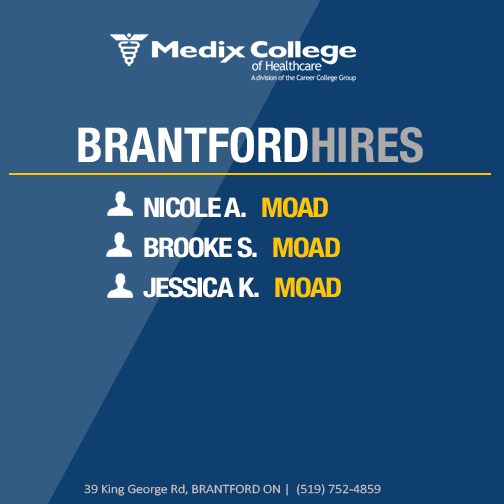 Medix College
of Healthcare
A division of the Career College Group
BRANTFORDHIRES
NICOLE A. MOAD
BROOKE S. MOAD
JESSICA K. MOAD
39 King George Rd, BRANTFORD ON | (519) 752-4859